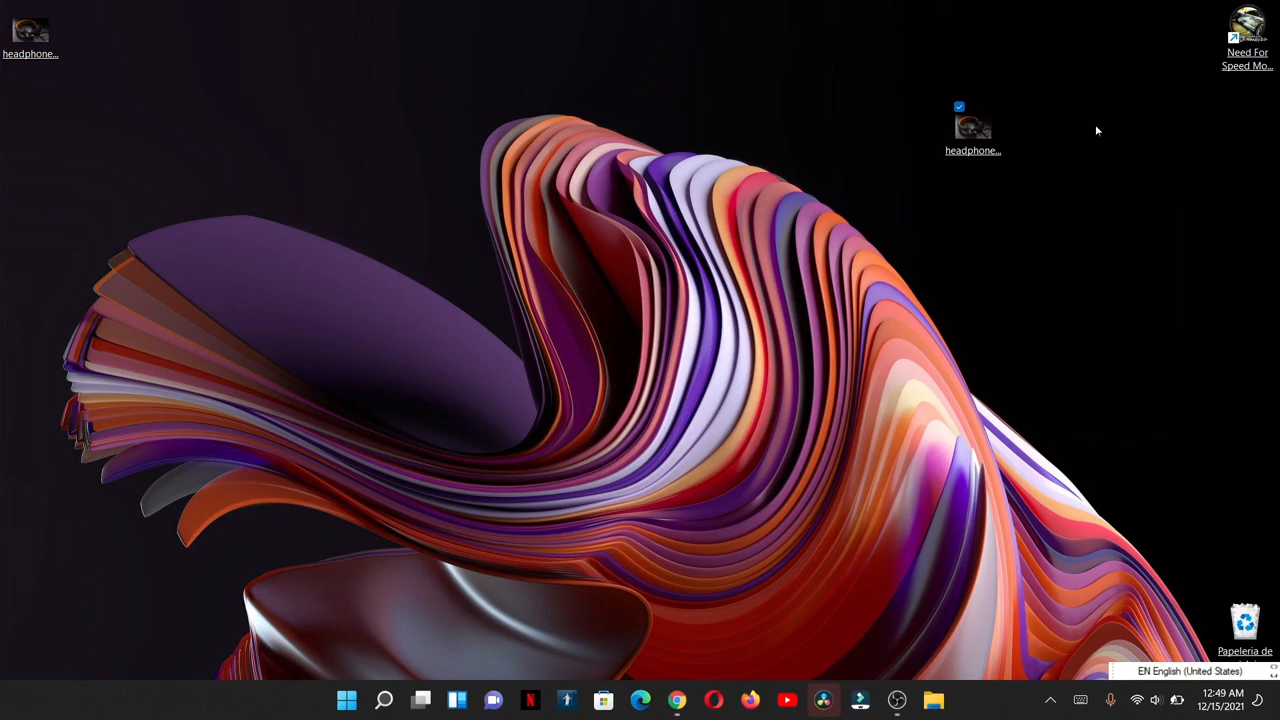 headphone...
Need For
Speed Mo...
headphone...
Papeleria de
EN English (United States)
12:49 AM
12/15/2021